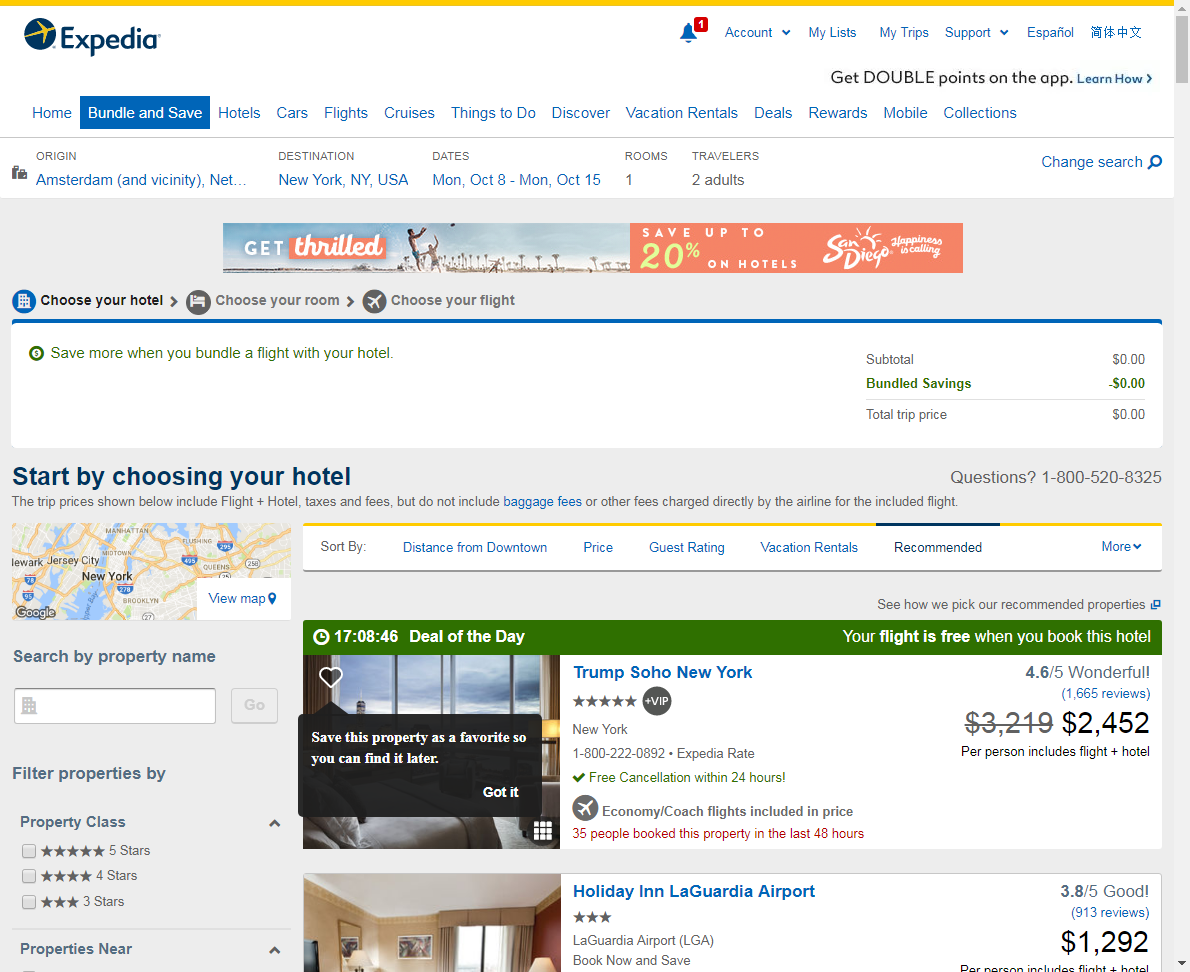 Expedia
1
Account
My Lists
My Trips
Support
Español
简体中文
Get DOUBLE points on the app. Learn How
Home
Bundle and Save
Hotels
Cars
Flights
Cruises
Things to Do
Discover
Vacation Rentals
Deals
Rewards
Mobile
Collections
ORIGIN
Amsterdam (and vicinity), Net…
DESTINATION
New York, NY, USA
DATES
Mon, Oct 8 - Mon, Oct 15
ROOMS
1
TRAVELERS
2 adults
Change search
GET thrilled
SAVE UP TO
20%
ON HOTELS
San Diego
Happiness is calling
Choose your hotel
Choose your room
Choose your flight
Save more when you bundle a flight with your hotel.
Subtotal $0.00
Bundled Savings -$0.00
Total trip price $0.00
Start by choosing your hotel
Questions? 1-800-520-8325
The trip prices shown below include Flight + Hotel, taxes and fees, but do not include baggage fees or other fees charged directly by the airline for the included flight.
MANHATTAN
FLUSHING
295
MIDTOWN
ewark Jersey City
495
258
QUEENS
78
New York
95
278
BROOKLYN
27
Google
View map
Sort By:
Distance from Downtown
Price
Guest Rating
Vacation Rentals
Recommended
More
See how we pick our recommended properties
Search by property name
Go
Filter properties by
Property Class
5 Stars
4 Stars
3 Stars
Properties Near
17:08:46 Deal of the Day
Your flight is free when you book this hotel
Save this property as a favorite so
you can find it later.
Got it
Trump Soho New York
+VIP
New York
1-800-222-0892 • Expedia Rate
Free Cancellation within 24 hours!
Economy/Coach flights included in price
35 people booked this property in the last 48 hours
4.6/5 Wonderful!
(1,665 reviews)
$3,219 $2,452
Per person includes flight + hotel
Holiday Inn LaGuardia Airport
LaGuardia Airport (LGA)
Book Now and Save
3.8/5 Good!
(913 reviews)
$1,292
Per person includes flight + hotel